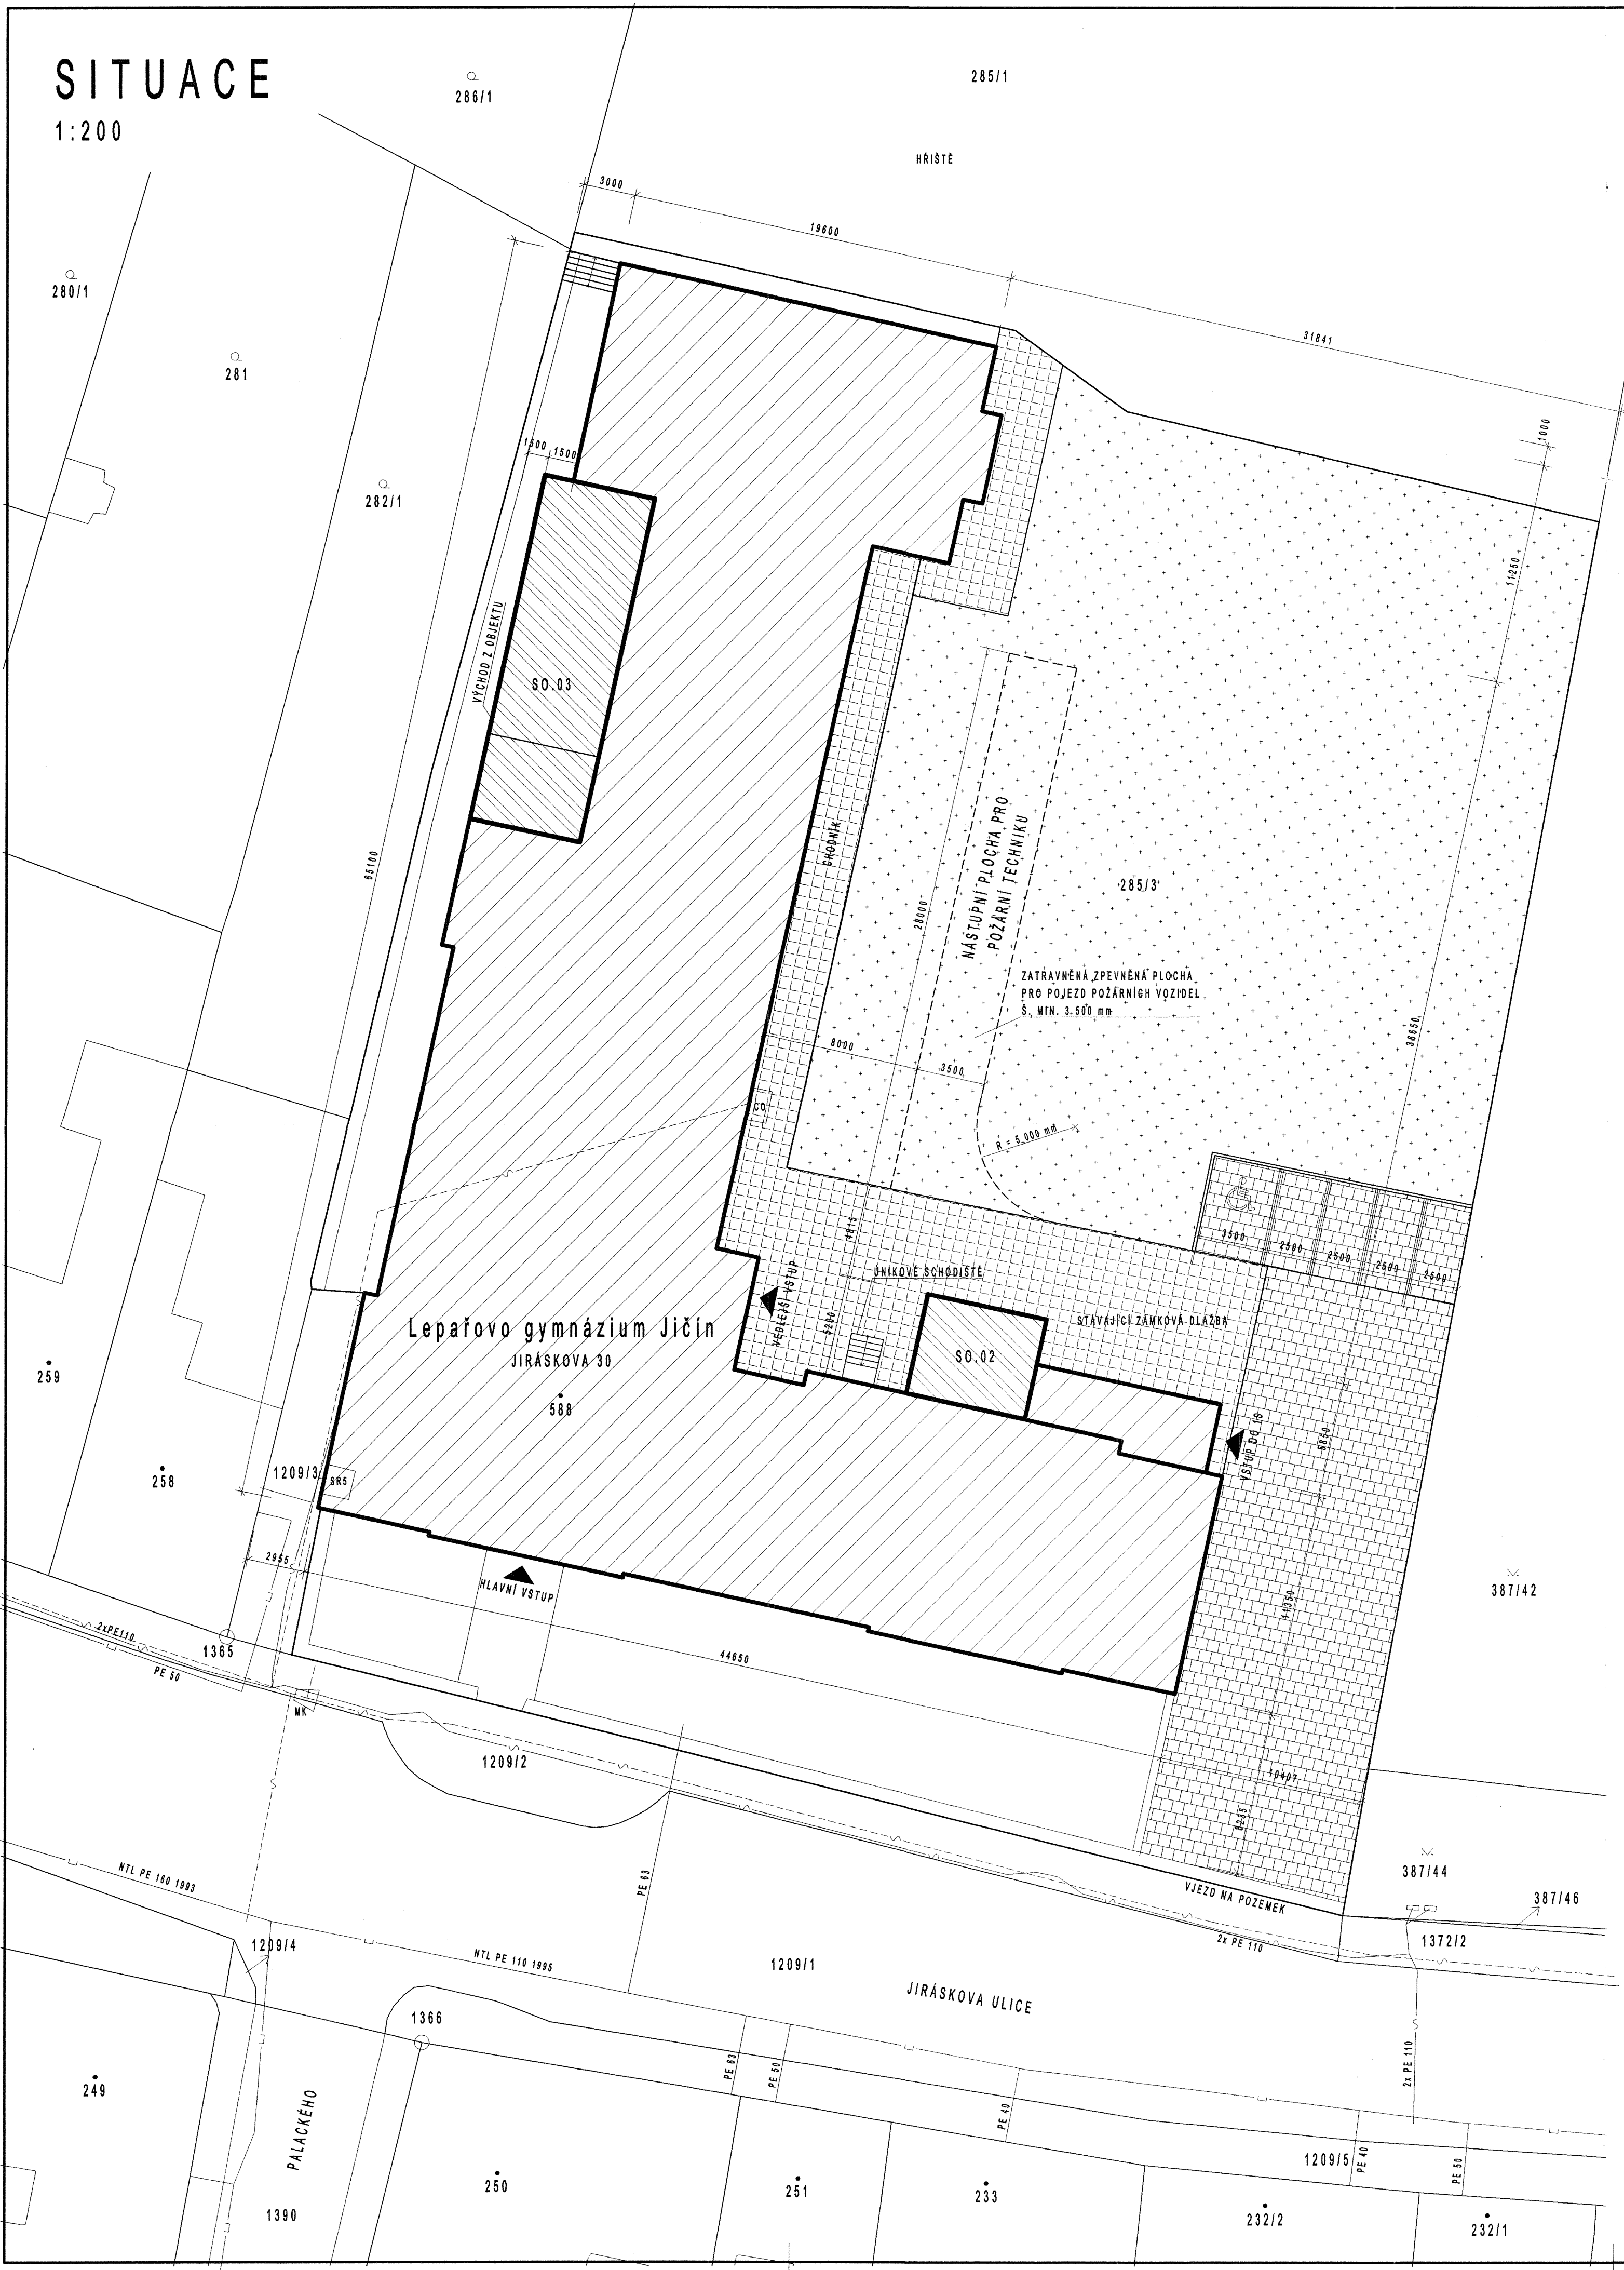 SITUACE
1:200
286/1
285/1
HŘIŠTĚ
3000
19600
280/1
281
31841
1000
1500
1500
282/1
11250
VÝCHOD Z OBJEKTU
SO.03
65100
CHODNÍK
28000
NÁSTUPNÍ PLOCHA PRO
POŽÁRNÍ TECHNIKU
285/3
ZATRAVNĚNÁ ZPEVNĚNÁ PLOCHA
PRO POJEZD POŽÁRNÍCH VOZIDEL
Š. MIN. 3.500 mm
8000
3500
R = 5.000 mm
4815
3500
2500
2500
2500
2500
ÚNIKOVÉ SCHODIŠTĚ
VEDLEJŠÍ VSTUP
5200
STÁVAJÍCÍ ZÁMKOVÁ DLAŽBA
Lepařovo gymnázium Jičín
JIRÁSKOVA 30
588
SO.02
259
258
1209/3
SR5
5850
2955
HLAVNÍ VSTUP
387/42
11350
2xPE110
1365
PE 50
44650
MK
1209/2
10407
8235
NTL PE 160 1993
PE 63
387/44
VJEZD NA POZEMEK
387/46
2x PE 110
1372/2
1209/4
NTL PE 110 1995
1209/1
JIRÁSKOVA ULICE
1366
PE 63
PE 50
2x PE 110
249
PALACKÉHO
PE 40
1209/5
PE 40
PE 50
250
251
233
1390
232/2
232/1